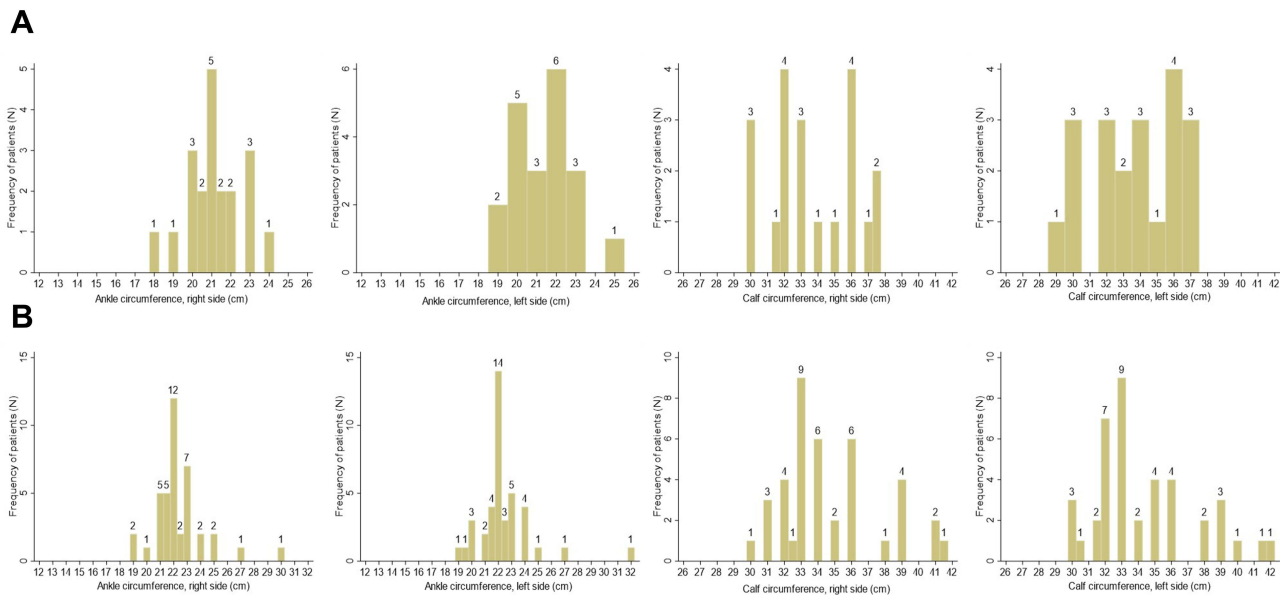 A
Frequency of patients (N)
5
4
3
2
1
0
1 1 3 2 5 2 2 3 1
12 13 14 15 16 17 18 19 20 21 22 23 24 25 26
Ankle circumference, right side (cm)
Frequency of patients (N)
6
4
2
0
2 5 3 6 3 1
12 13 14 15 16 17 18 19 20 21 22 23 24 25 26
Ankle circumference, left side (cm)
Frequency of patients (N)
4
3
2
1
0
3 1 4 3 1 1 4 1 2
26 27 28 29 30 31 32 33 34 35 36 37 38 39 40 41 42
Calf circumference, right side (cm)
Frequency of patients (N)
4
3
2
1
0
1 3 3 2 3 1 4 3
26 27 28 29 30 31 32 33 34 35 36 37 38 39 40 41 42
Calf circumference, left side (cm)
B
Frequency of patients (N)
15
10
5
0
2 1 5 5 12 2 7 2 2 1 1
12 13 14 15 16 17 18 19 20 21 22 23 24 25 26 27 28 29 30 31 32
Ankle circumference, right side (cm)
Frequency of patients (N)
15
10
5
0
1 1 3 2 4 14 3 5 4 1 1 1
12 13 14 15 16 17 18 19 20 21 22 23 24 25 26 27 28 29 30 31 32
Ankle circumference, left side (cm)
Frequency of patients (N)
10
8
6
4
2
0
1 3 4 1 9 6 2 6 1 4 2 1
26 27 28 29 30 31 32 33 34 35 36 37 38 39 40 41 42
Calf circumference, right side (cm)
Frequency of patients (N)
10
8
6
4
2
0
3 1 2 7 9 2 4 4 2 3 1 1 1
26 27 28 29 30 31 32 33 34 35 36 37 38 39 40 41 42
Calf circumference, left side (cm)